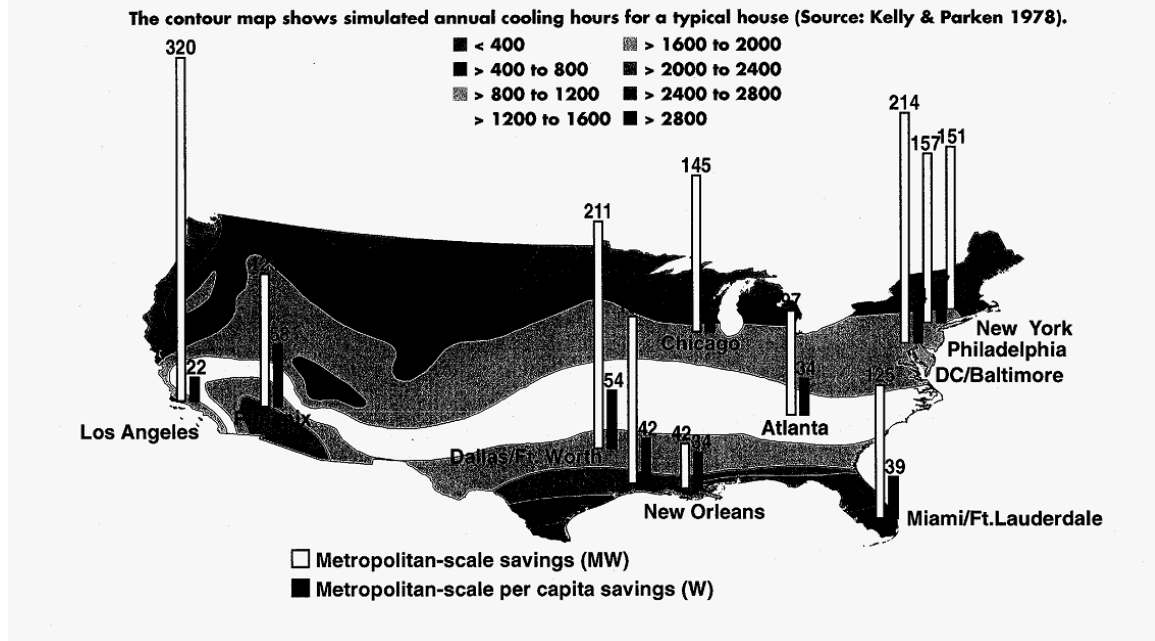 The contour map shows simulated annual cooling hours for a typical house (Source: Kelly & Parken 1978).
< 400
> 1600 to 2000
> 400 to 800
> 2000 to 2400
> 800 to 1200
> 2400 to 2800
> 1200 to 1600
> 2800
320
214
157
151
145
211
22
54
34
125
42
42
34
39
Chicago
New York
Philadelphia
DC/Baltimore
Los Angeles
Atlanta
Dallas/Ft. Worth
New Orleans
Miami/Ft.Lauderdale
Metropolitan-scale savings (MW)
Metropolitan-scale per capita savings (W)